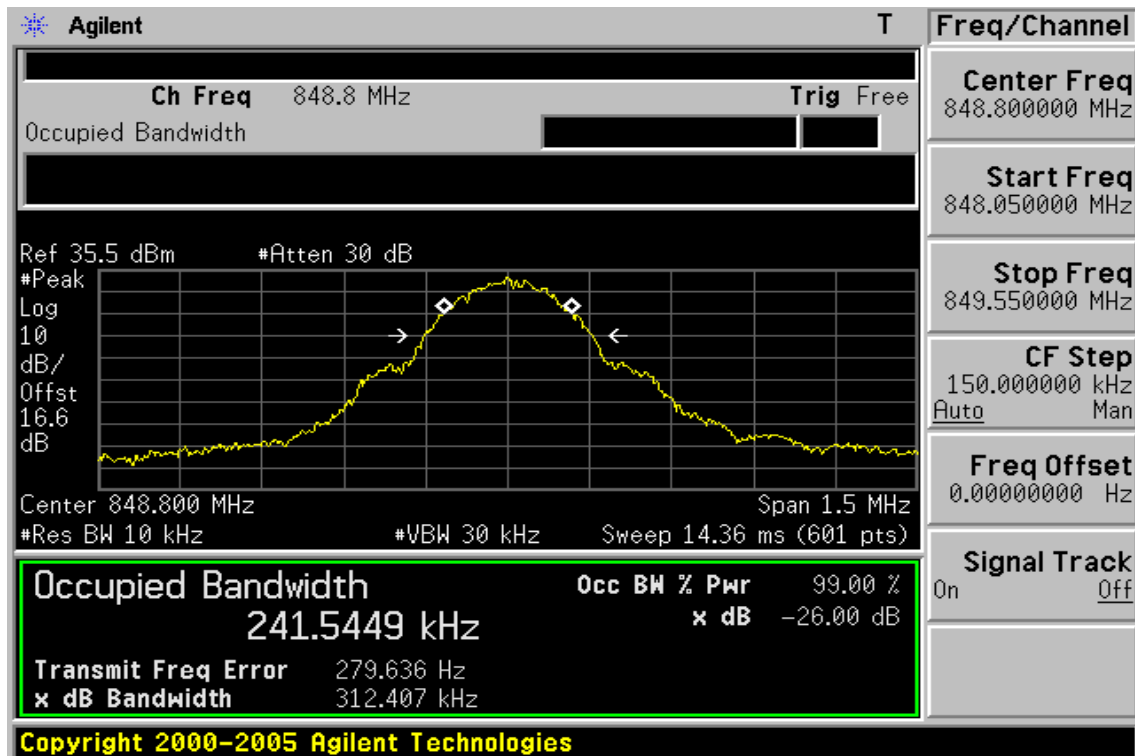 Agilent
T
Freq/Channel
Ch Freq 848.8 MHz
Trig Free
Occupied Bandwidth
Center Freq
848.800000 MHz
Start Freq
848.050000 MHz
Stop Freq
849.550000 MHz
CF Step
150.000000 kHz
Auto Man
Freq Offset
0.00000000 Hz
Signal Track
On Off
Ref 35.5 dBm #Atten 30 dB
#Peak
Log
10
dB/
Offst
16.6
dB
Center 848.800 MHz Span 1.5 MHz
#Res BW 10 kHz #VBW 30 kHz Sweep 14.36 ms (601 pts)
Occupied Bandwidth
241.5449 kHz
Occ BW % Pwr 99.00 %
x dB -26.00 dB
Transmit Freq Error 279.636 Hz
x dB Bandwidth 312.407 kHz
Copyright 2000-2005 Agilent Technologies